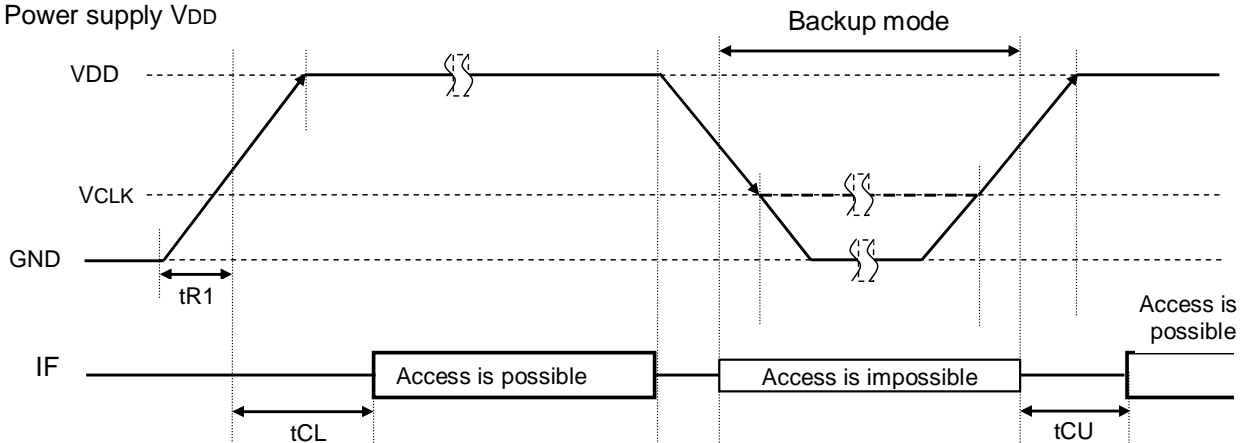 Power supply VDD
Backup mode
VDD
VCLK
GND
tR1
Access is
possible
IF
Access is possible
Access is impossible
tCL
tCU